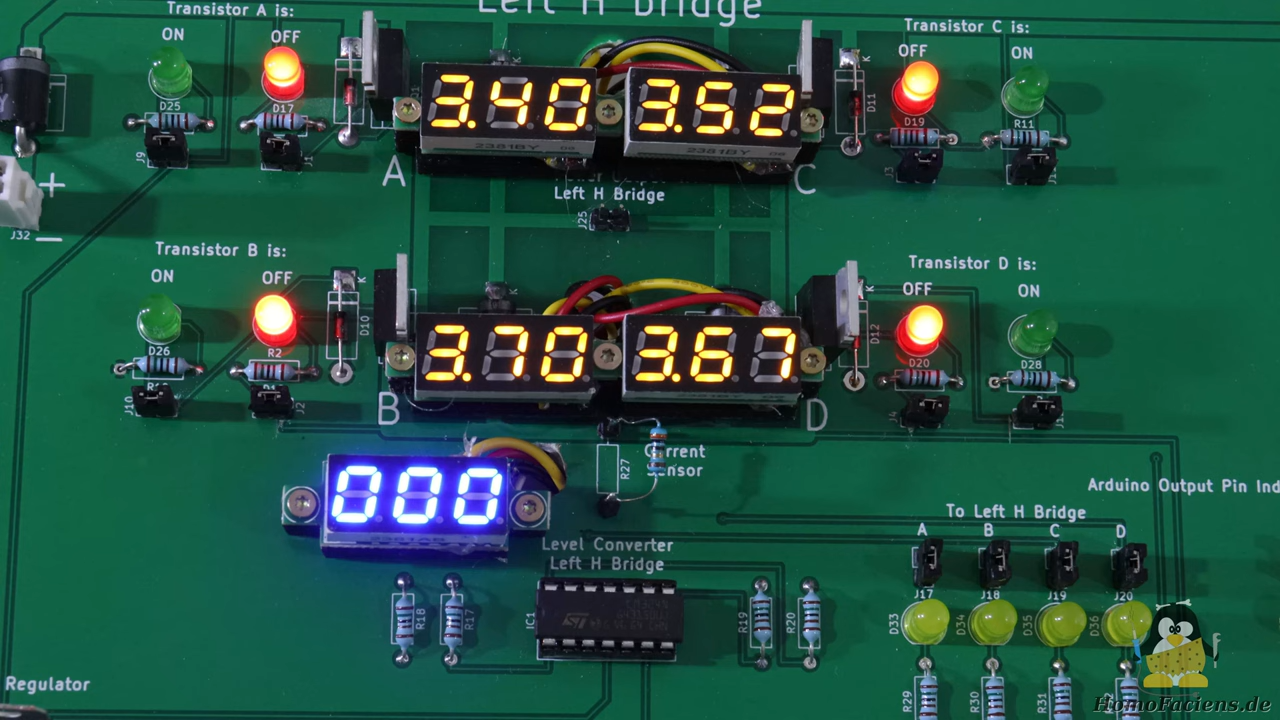 Left H Bridge
Transistor A is:
ON
OFF
D25
D17
J9
3.40
3.52
2381BY
2381BY
A
C
Transistor C is:
OFF
ON
K
D11
D19
R11
J3
+
J32
Left H Bridge
J25
Transistor B is:
ON
OFF
K
D10
D26
R2
J10
J2
3.70
3.67
B
D
Transistor D is:
OFF
ON
K
D12
D20
D28
J4
000
R27
Sensor
Level Converter
Left H Bridge
IC1
ST
R18
R17
R19
R20
Arduino Output Pin Ind
To Left H Bridge
A B C D
J17 J18 J19 J20
D33 D34 D35 D36
R29 R30 R31
Regulator
HomoFaciens.de